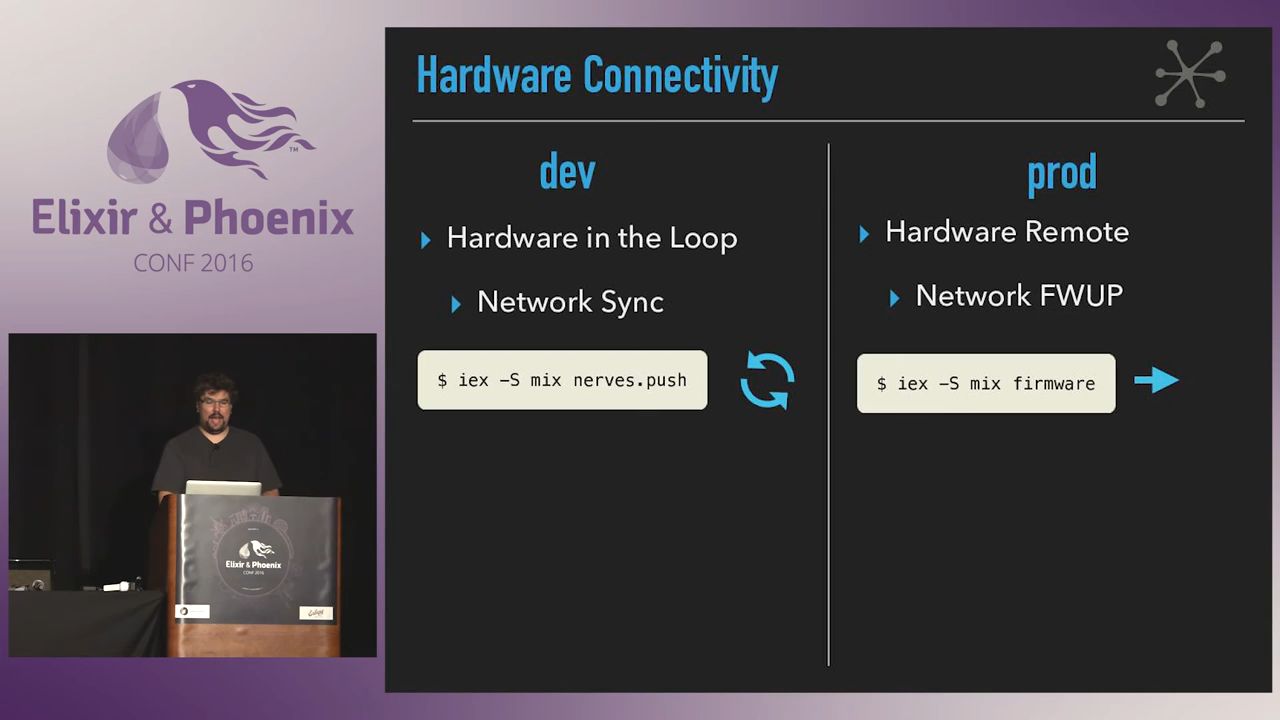 Elixir & Phoenix
TM
CONF 2016
Hardware Connectivity
dev
Hardware in the Loop
Network Sync
$ iex -S mix nerves.push
prod
Hardware Remote
Network FWUP
$ iex -S mix firmware
Elixir & Phoenix
CONF 2016